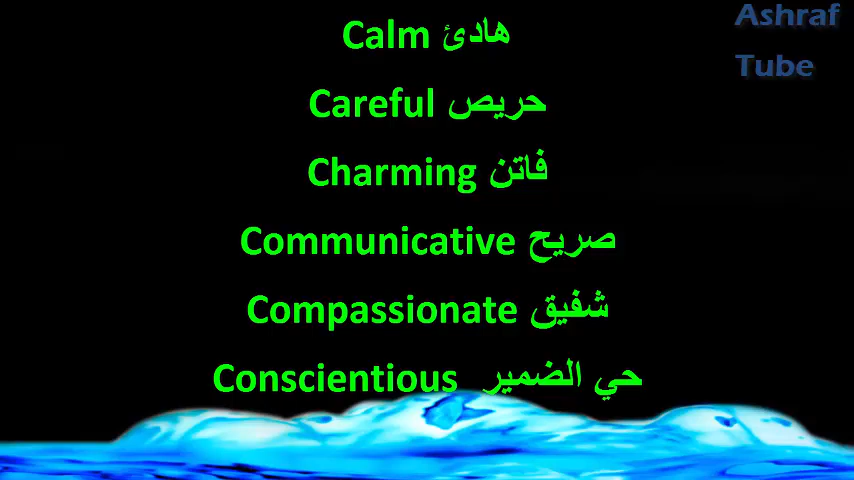 Ashraf
Tube
Calm هادئ
Careful حريص
Charming فاتن
Communicative صريح
Compassionate شفيق
Conscientious حي الضمير